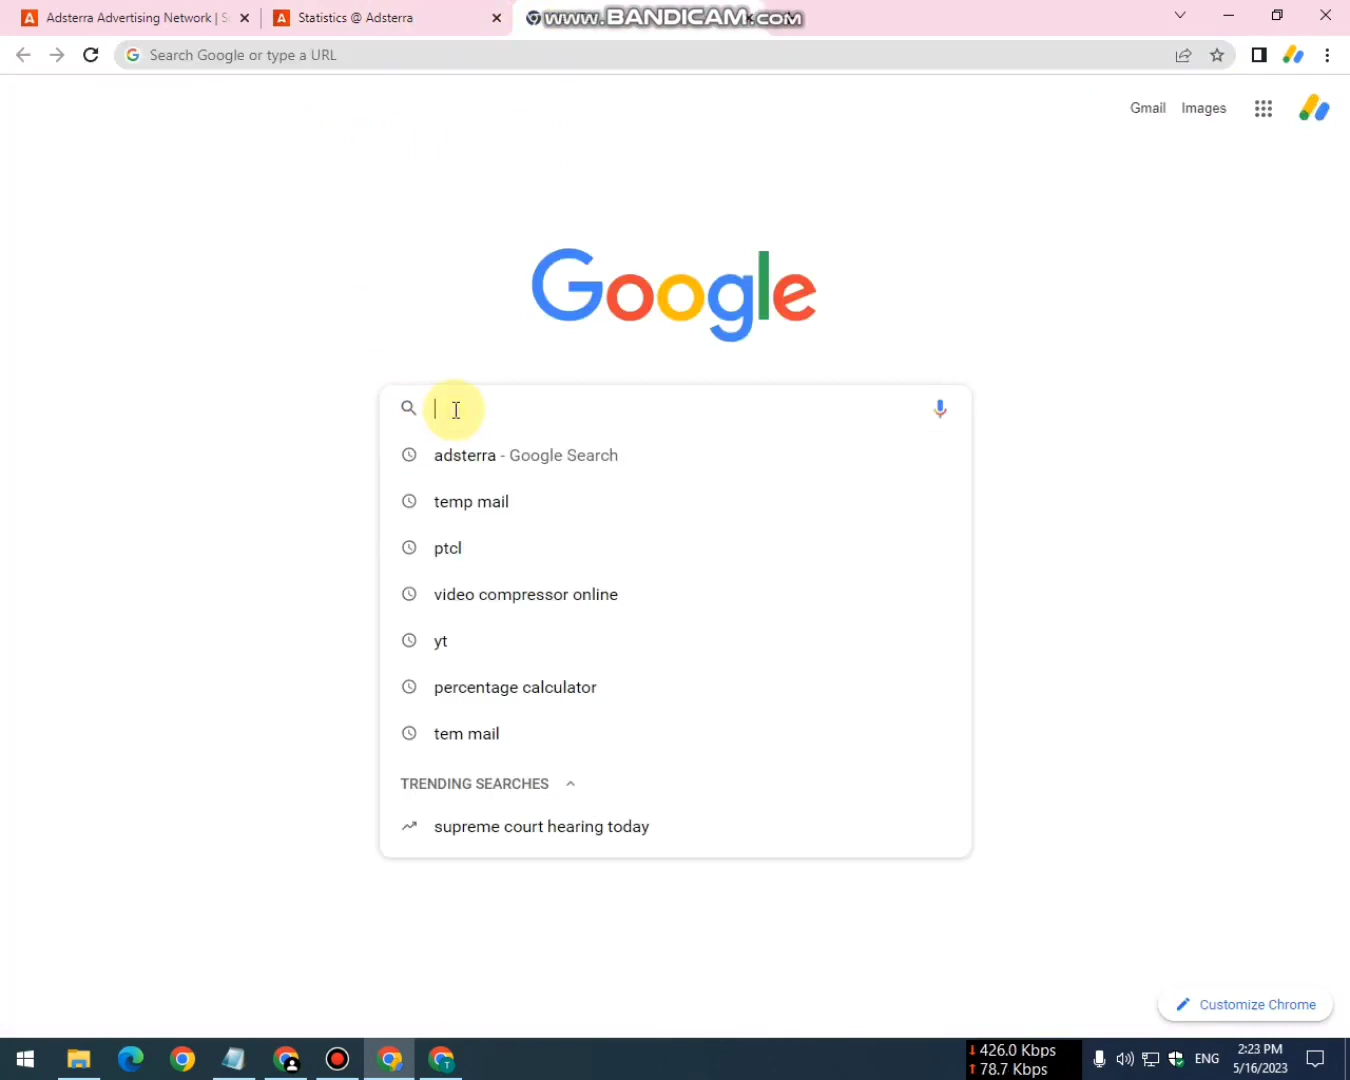 Adsterra Advertising Network | S
Statistics @ Adsterra
www.BANDICAM.com
Search Google or type a URL
Gmail
Images
Google
adsterra - Google Search
temp mail
ptcl
video compressor online
yt
percentage calculator
tem mail
TRENDING SEARCHES
supreme court hearing today
Customize Chrome
426.0 Kbps
78.7 Kbps
ENG
2:23 PM
5/16/2023